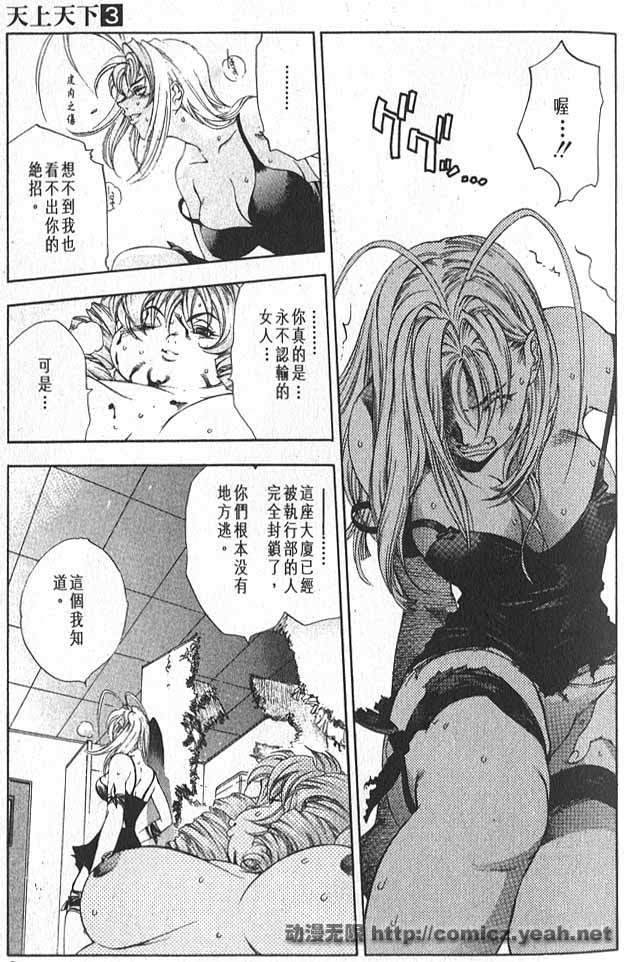 天上天下3
喔
……!!
グググ…
………
皮肉之傷
想不到我也
看不出你的
絕招。
………
你真的是…
永不認輸的
女人…
可是…
………
這座大廈已經
被執行部的人
完全封鎖了，
你們根本没有
地方逃。
這個我知
道。
动漫无限 http://comicz.yeah.net